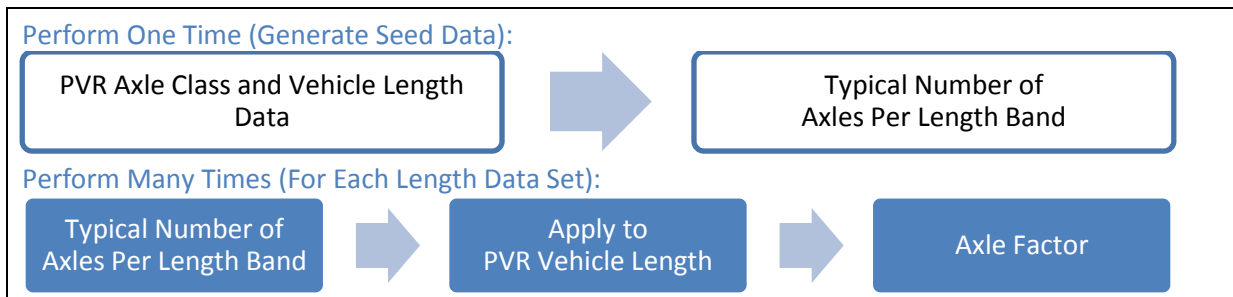 Perform One Time (Generate Seed Data):
PVR Axle Class and Vehicle Length
Data
Typical Number of
Axles Per Length Band
Perform Many Times (For Each Length Data Set):
Typical Number of
Axles Per Length Band
Apply to
PVR Vehicle Length
Axle Factor